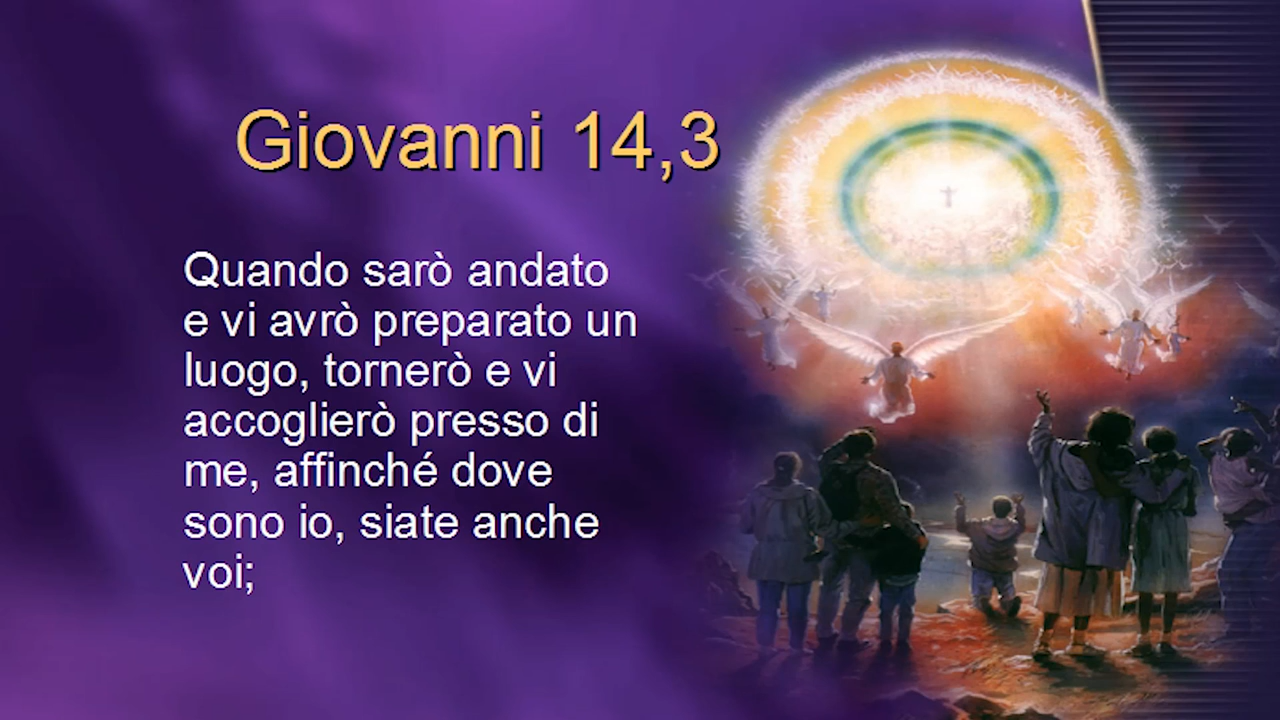 Giovanni 14,3
Quando sarò andato
e vi avrò preparato un
luogo, tornerò e vi
accoglierò presso di
me, affinché dove
sono io, siate anche
voi;